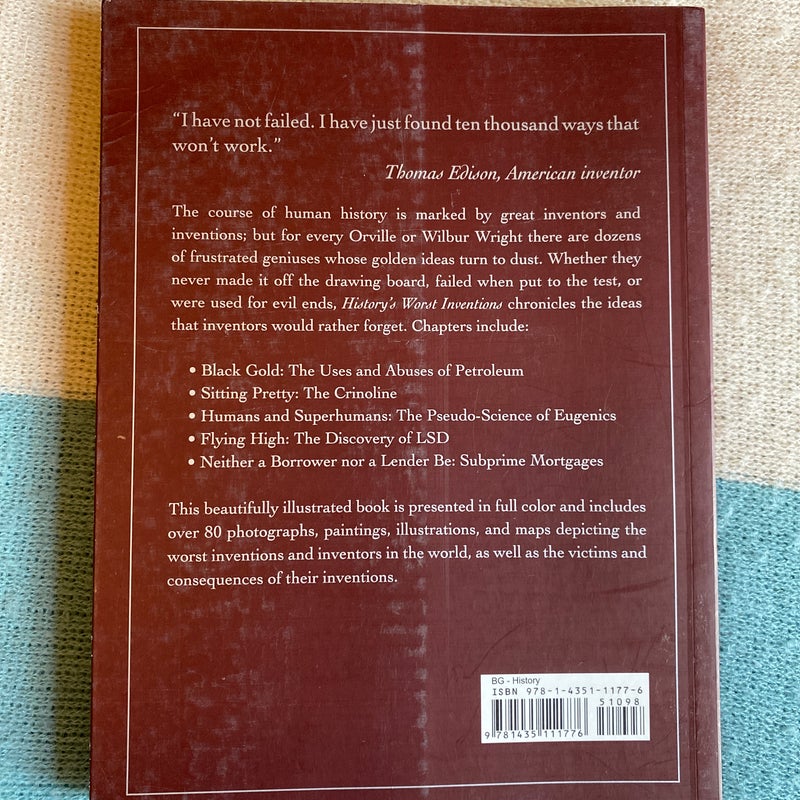 “I have not failed. I have just found ten thousand ways that
won’t work.”
Thomas Edison, American inventor
The course of human history is marked by great inventors and
inventions; but for every Orville or Wilbur Wright there are dozens
of frustrated geniuses whose golden ideas turn to dust. Whether they
never made it off the drawing board, failed when put to the test, or
were used for evil ends, History’s Worst Inventions chronicles the ideas
that inventors would rather forget. Chapters include:
• Black Gold: The Uses and Abuses of Petroleum
• Sitting Pretty: The Crinoline
• Humans and Superhumans: The Pseudo-Science of Eugenics
• Flying High: The Discovery of LSD
• Neither a Borrower nor a Lender Be: Subprime Mortgages
This beautifully illustrated book is presented in full color and includes
over 80 photographs, paintings, illustrations, and maps depicting the
worst inventions and inventors in the world, as well as the victims and
consequences of their inventions.
BG - History
ISBN 978-1-4351-1177-6
51098
9 781435 111776